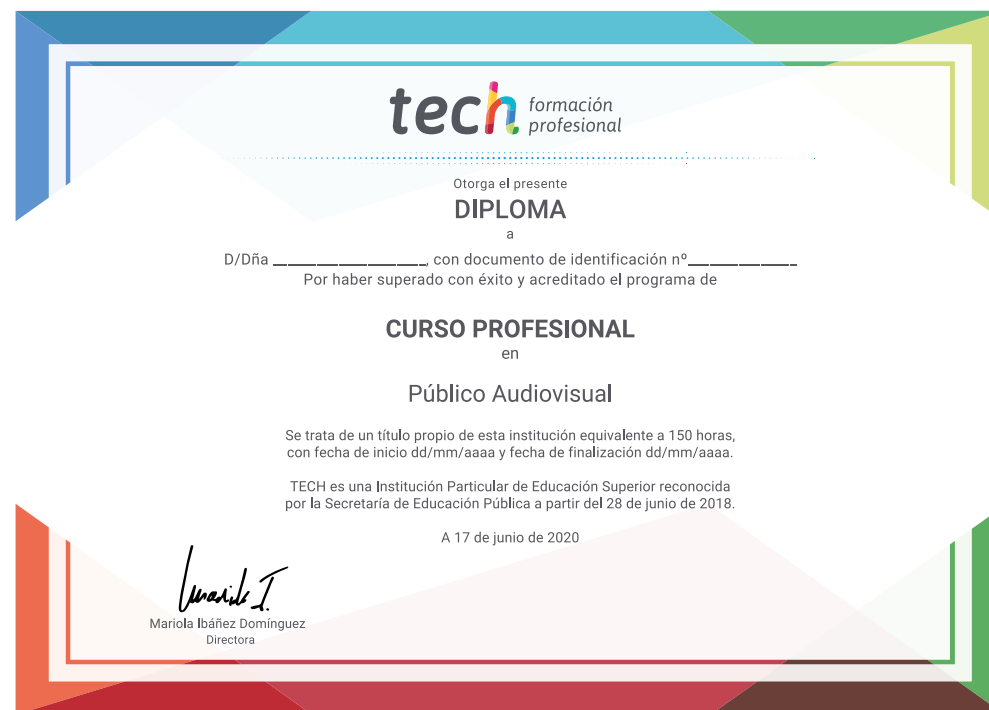 tech formación
profesional
Otorga el presente
DIPLOMA
a
D/Dña ____________________, con documento de identificación nº______________
Por haber superado con éxito y acreditado el programa de
CURSO PROFESIONAL
en
Público Audiovisual
Se trata de un título propio de esta institución equivalente a 150 horas,
con fecha de inicio dd/mm/aaaa y fecha de finalización dd/mm/aaaa.
TECH es una Institución Particular de Educación Superior reconocida
por la Secretaría de Educación Pública a partir del 28 de junio de 2018.
A 17 de junio de 2020
Mariola Ibáñez Domínguez
Directora